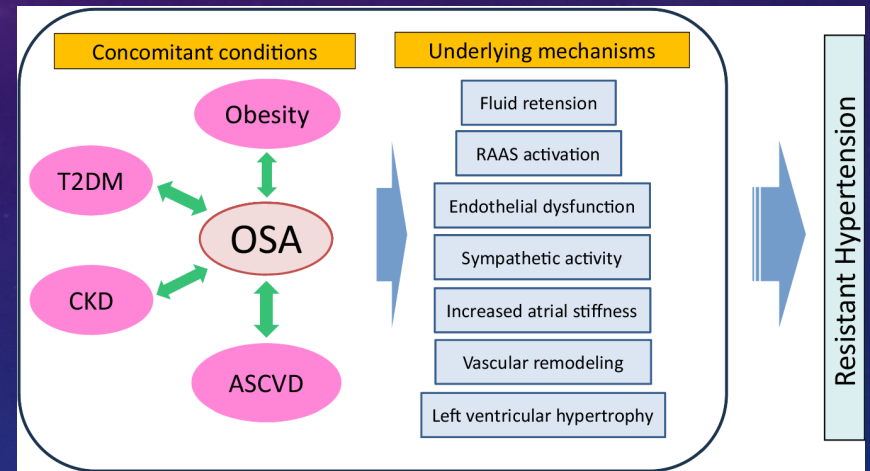 Concomitant conditions
Obesity
T2DM
OSA
CKD
ASCVD
Underlying mechanisms
Fluid retension
RAAS activation
Endothelial dysfunction
Sympathetic activity
Increased atrial stiffness
Vascular remodeling
Left ventricular hypertrophy
Resistant Hypertension